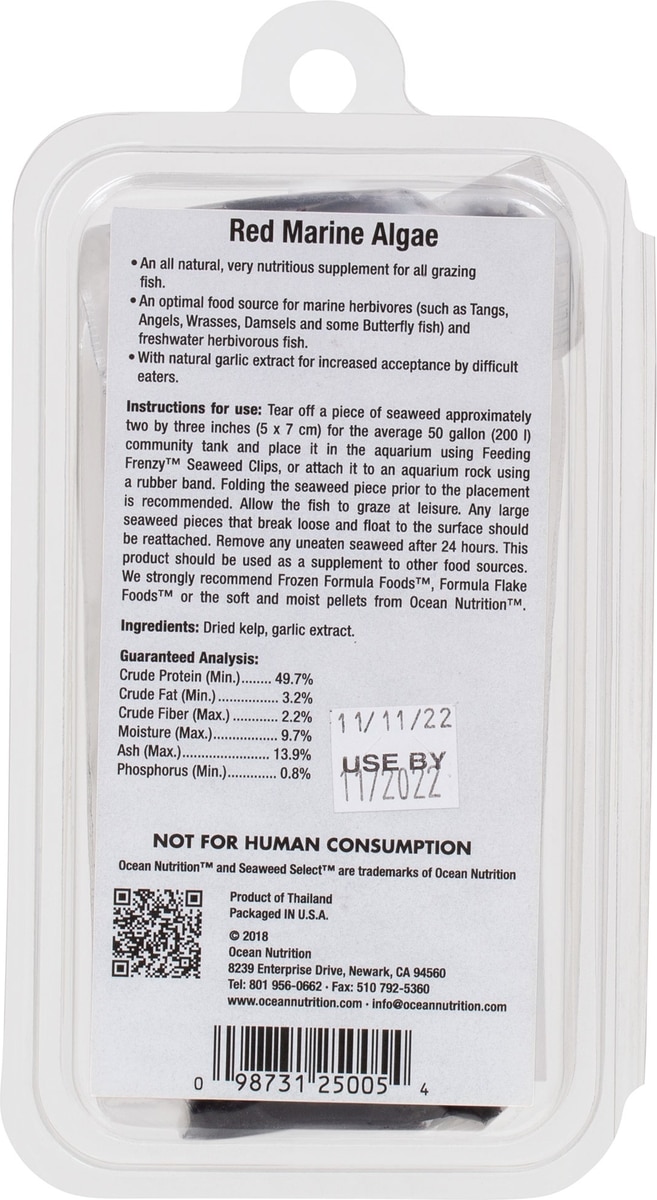 Red Marine Algae
• An all natural, very nutritious supplement for all grazing
fish.
• An optimal food source for marine herbivores (such as Tangs,
Angels, Wrasses, Damsels and some Butterfly fish) and
freshwater herbivorous fish.
• With natural garlic extract for increased acceptance by difficult
eaters.
Instructions for use: Tear off a piece of seaweed approximately
two by three inches (5 x 7 cm) for the average 50 gallon (200 l)
community tank and place it in the aquarium using Feeding
Frenzy™ Seaweed Clips, or attach it to an aquarium rock using
a rubber band. Folding the seaweed piece prior to the placement
is recommended. Allow the fish to graze at leisure. Any large
seaweed pieces that break loose and float to the surface should
be reattached. Remove any uneaten seaweed after 24 hours. This
product should be used as a supplement to other food sources.
We strongly recommend Frozen Formula Foods™, Formula Flake
Foods™ or the soft and moist pellets from Ocean Nutrition™.
Ingredients: Dried kelp, garlic extract.
Guaranteed Analysis:
Crude Protein (Min.)........ 49.7%
Crude Fat (Min.)................ 3.2%
Crude Fiber (Max.)............ 2.2%
Moisture (Max.)................. 9.7%
Ash (Max.)...................... 13.9%
Phosphorus (Min.)............. 0.8%
11/11/22
USE BY
11/2022
NOT FOR HUMAN CONSUMPTION
Ocean Nutrition™ and Seaweed Select™ are trademarks of Ocean Nutrition
Product of Thailand
Packaged IN U.S.A.
© 2018
Ocean Nutrition
8239 Enterprise Drive, Newark, CA 94560
Tel: 801 956-0662 · Fax: 510 792-5360
www.oceannutrition.com · info@oceannutrition.com
0 98731 25005 4